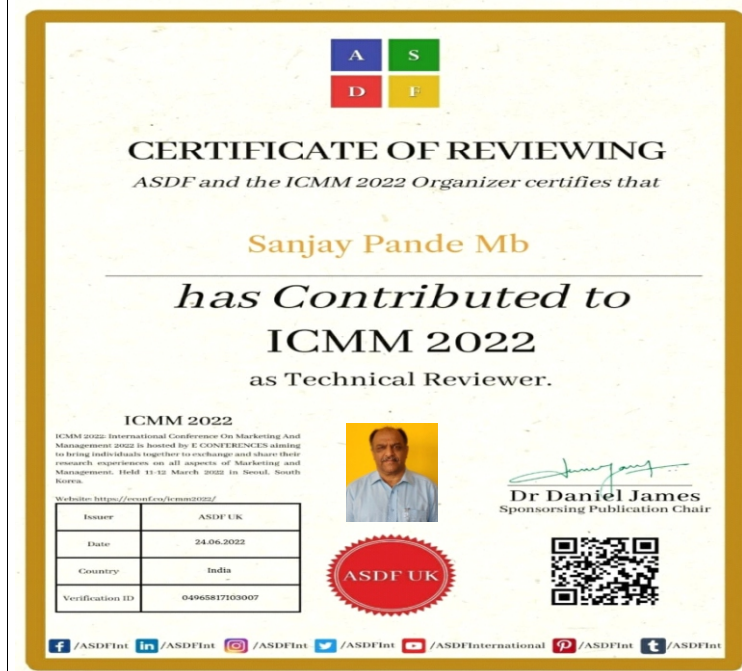 A S
D F
CERTIFICATE OF REVIEWING
ASDF and the ICMM 2022 Organizer certifies that
Sanjay Pande Mb
has Contributed to
ICMM 2022
as Technical Reviewer.
ICMM 2022
ICMM 2022: International Conference On Marketing And
Management 2022 is hosted by E CONFERENCES aiming
to bring individuals together to exchange and share their
research experiences on all aspects of Marketing and
Management. Held 11-12 March 2022 in Seoul, South
Korea.
Website: https://econf.co/icmm2022/
Issuer ASDF UK
Date 24.06.2022
Country India
Verification ID 04965817103007
ASDF UK
Dr Daniel James
Sponsorsing Publication Chair
/ASDFInt /ASDFInt /ASDFInt /ASDFInt /ASDFInternational /ASDFInt /ASDFInt